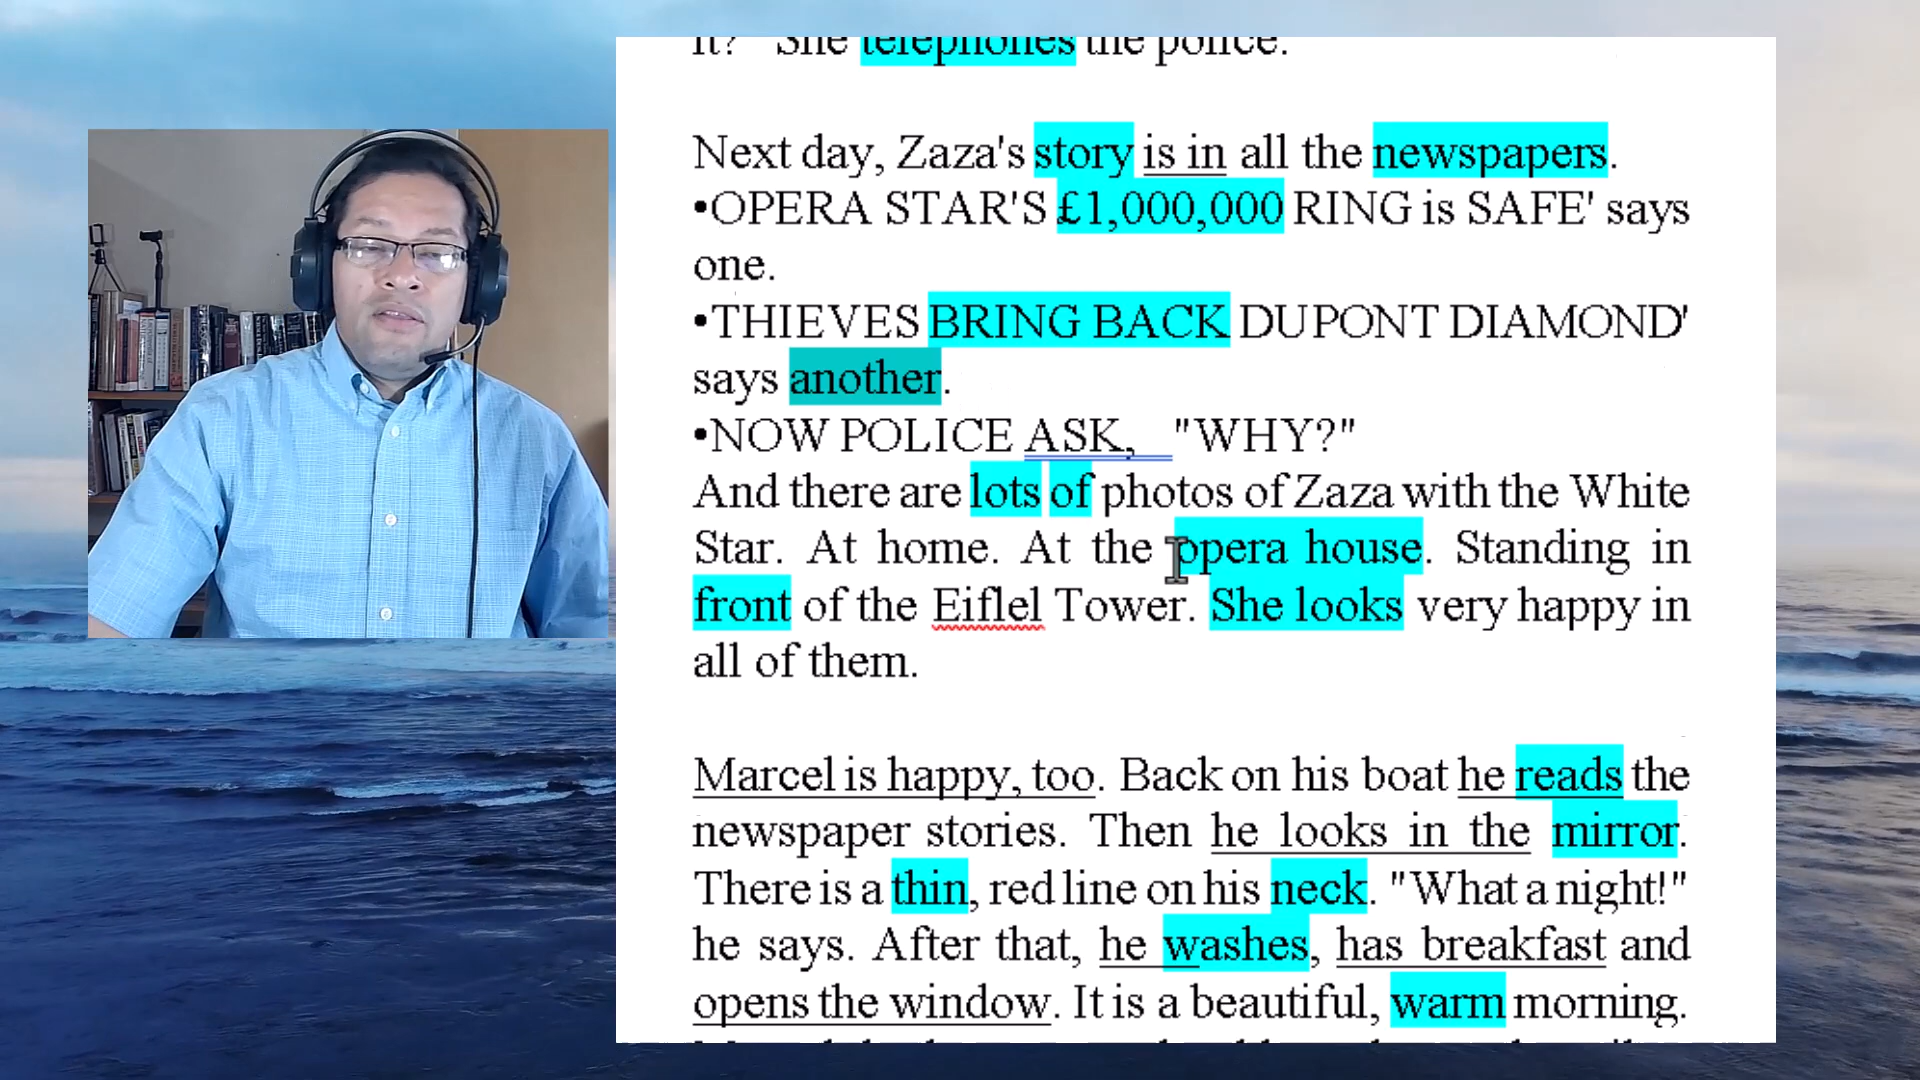 it? She telephones the police.
Next day, Zaza's story is in all the newspapers.
•OPERA STAR'S £1,000,000 RING is SAFE' says
one.
•THIEVES BRING BACK DUPONT DIAMOND'
says another.
•NOW POLICE ASK, "WHY?"
And there are lots of photos of Zaza with the White
Star. At home. At the opera house. Standing in
front of the Eiflel Tower. She looks very happy in
all of them.
Marcel is happy, too. Back on his boat he reads the
newspaper stories. Then he looks in the mirror.
There is a thin, red line on his neck. "What a night!"
he says. After that, he washes, has breakfast and
opens the window. It is a beautiful, warm morning.